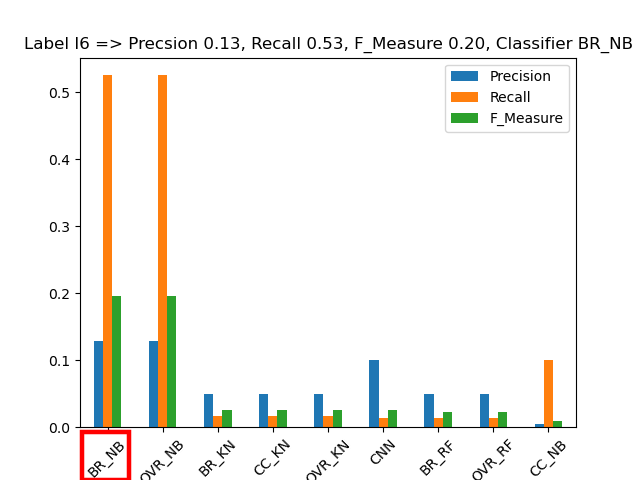 Label I6 => Precsion 0.13, Recall 0.53, F_Measure 0.20, Classifier BR_NB
Precision
Recall
F_Measure
0.5
0.4
0.3
0.2
0.1
0.0
BR_NB
OVR_NB
BR_KN
CC_KN
OVR_KN
CNN
BR_RF
OVR_RF
CC_NB